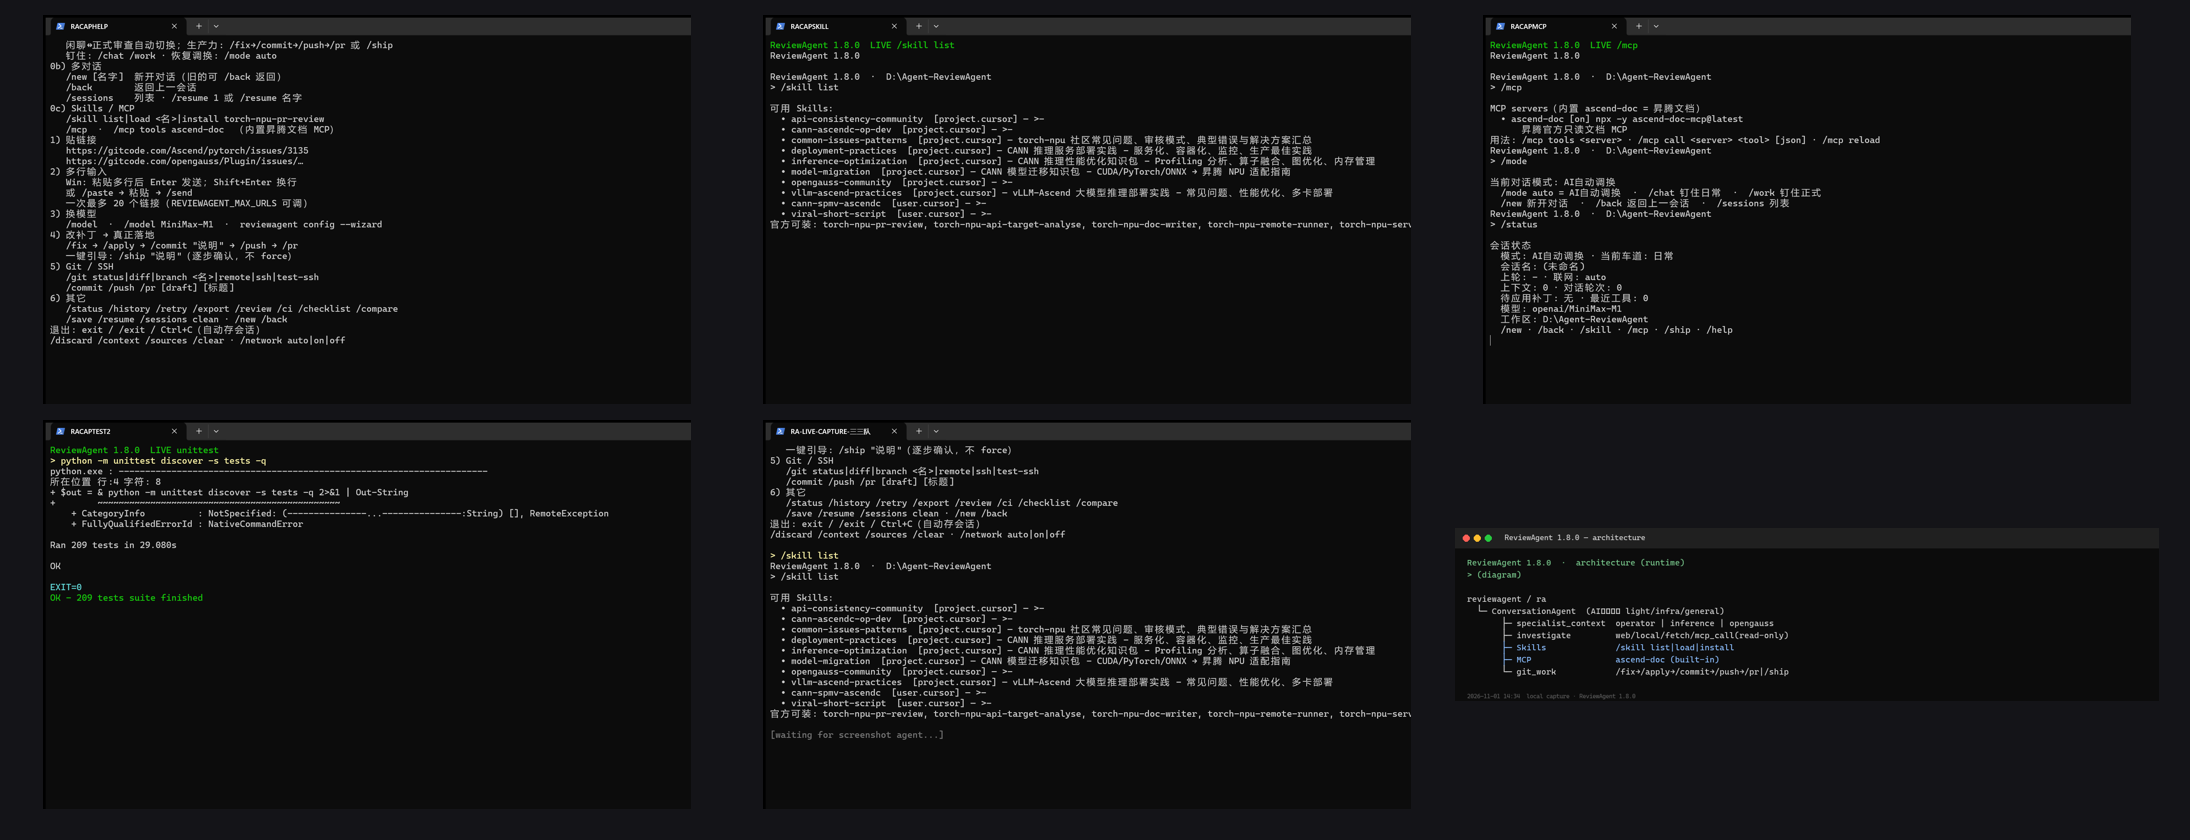 RACAPHELP
闲聊↔正式审查自动切换; 生产力: /fix→/commit→/push→/pr 或 /ship
钉住: /chat /work · 恢复调换: /mode auto
0b) 多对话
/new [名字]  新开对话 (旧的可 /back 返回)
/back        返回上一会话
/sessions    列表 · /resume 1 或 /resume 名字
0c) Skills / MCP
/skill list|load <名>|install torch-npu-pr-review
/mcp  ·  /mcp tools ascend-doc  (内置昇腾文档 MCP)
1) 贴链接
https://gitcode.com/Ascend/pytorch/issues/3135
https://gitcode.com/opengauss/Plugin/issues/…
2) 多行输入
Win: 粘贴多行后 Enter 发送; Shift+Enter 换行
或 /paste → 粘贴 → /send
一次最多 20 个链接 (REVIEWAGENT_MAX_URLS 可调)
3) 换模型
/model  ·  /model MiniMax-M1  ·  reviewagent config --wizard
4) 改补丁 → 真正落地
/fix → /apply → /commit "说明" → /push → /pr
一键引导: /ship "说明" (逐步确认, 不 force)
5) Git / SSH
/git status|diff|branch <名>|remote|ssh|test-ssh
/commit /push /pr [draft] [标题]
6) 其它
/status /history /retry /export /review /ci /checklist /compare
/save /resume /sessions clean · /new /back
退出: exit / /exit / Ctrl+C (自动存会话)
/discard /context /sources /clear · /network auto|on|off
RACAPSKILL
ReviewAgent 1.8.0  LIVE /skill list
ReviewAgent 1.8.0
ReviewAgent 1.8.0  ·  D:\Agent-ReviewAgent
> /skill list
可用 Skills:
• api-consistency-community  [project.cursor] — >-
• cann-ascendc-op-dev  [project.cursor] — >-
• common-issues-patterns  [project.cursor] — torch-npu 社区常见问题、审核模式、典型错误与解决方案汇总
• deployment-practices  [project.cursor] — CANN 推理服务部署实践 - 服务化、容器化、监控、生产最佳实践
• inference-optimization  [project.cursor] — CANN 推理性能优化知识包 - Profiling 分析、算子融合、图优化、内存管理
• model-migration  [project.cursor] — CANN 模型迁移知识包 - CUDA/PyTorch/ONNX → 昇腾 NPU 适配指南
• opengauss-community  [project.cursor] — >-
• vllm-ascend-practices  [project.cursor] — vLLM-Ascend 大模型推理部署实践 - 常见问题、性能优化、多卡部署
• cann-spmv-ascendc  [user.cursor] — >-
• viral-short-script  [user.cursor] — >-
官方可装: torch-npu-pr-review, torch-npu-api-target-analyse, torch-npu-doc-writer, torch-npu-remote-runner, torch-npu-serv
RACAPMCP
ReviewAgent 1.8.0  LIVE /mcp
ReviewAgent 1.8.0
ReviewAgent 1.8.0  ·  D:\Agent-ReviewAgent
> /mcp
MCP servers (内置 ascend-doc = 昇腾文档)
• ascend-doc [on] npx -y ascend-doc-mcp@latest
昇腾官方只读文档 MCP
用法: /mcp tools <server> · /mcp call <server> <tool> [json] · /mcp reload
ReviewAgent 1.8.0  ·  D:\Agent-ReviewAgent
> /mode
当前对话模式: AI自动调换
/mode auto = AI自动调换  ·  /chat 钉住日常  ·  /work 钉住正式
/new 新开对话  ·  /back 返回上一会话  ·  /sessions 列表
ReviewAgent 1.8.0  ·  D:\Agent-ReviewAgent
> /status
会话状态
模式: AI自动调换 · 当前车道: 日常
会话名: (未命名)
上轮: - · 联网: auto
上下文: 0 · 对话轮次: 0
待应用补丁: 无 · 最近工具: 0
模型: openai/MiniMax-M1
工作区: D:\Agent-ReviewAgent
/new · /back · /skill · /mcp · /ship · /help
RACAPTEST2
ReviewAgent 1.8.0  LIVE unittest
> python -m unittest discover -s tests -q
python.exe : ----------------------------------------------------------------------
所在位置 行:4 字符: 8
+ $out = & python -m unittest discover -s tests -q 2>&1 | Out-String
+        ~~~~~~~~~~~~~~~~~~~~~~~~~~~~~~~~~~~~~~~~~~~~~~
+ CategoryInfo          : NotSpecified: (---------------...---------------:String) [], RemoteException
+ FullyQualifiedErrorId : NativeCommandError
Ran 209 tests in 29.080s
OK
EXIT=0
OK - 209 tests suite finished
RA-LIVE-CAPTURE-三三队
一键引导: /ship "说明" (逐步确认, 不 force)
5) Git / SSH
/git status|diff|branch <名>|remote|ssh|test-ssh
/commit /push /pr [draft] [标题]
6) 其它
/status /history /retry /export /review /ci /checklist /compare
/save /resume /sessions clean · /new /back
退出: exit / /exit / Ctrl+C (自动存会话)
/discard /context /sources /clear · /network auto|on|off
> /skill list
ReviewAgent 1.8.0  ·  D:\Agent-ReviewAgent
> /skill list
可用 Skills:
• api-consistency-community  [project.cursor] — >-
• cann-ascendc-op-dev  [project.cursor] — >-
• common-issues-patterns  [project.cursor] — torch-npu 社区常见问题、审核模式、典型错误与解决方案汇总
• deployment-practices  [project.cursor] — CANN 推理服务部署实践 - 服务化、容器化、监控、生产最佳实践
• inference-optimization  [project.cursor] — CANN 推理性能优化知识包 - Profiling 分析、算子融合、图优化、内存管理
• model-migration  [project.cursor] — CANN 模型迁移知识包 - CUDA/PyTorch/ONNX → 昇腾 NPU 适配指南
• opengauss-community  [project.cursor] — >-
• vllm-ascend-practices  [project.cursor] — vLLM-Ascend 大模型推理部署实践 - 常见问题、性能优化、多卡部署
• cann-spmv-ascendc  [user.cursor] — >-
• viral-short-script  [user.cursor] — >-
官方可装: torch-npu-pr-review, torch-npu-api-target-analyse, torch-npu-doc-writer, torch-npu-remote-runner, torch-npu-serv
[waiting for screenshot agent...]
ReviewAgent 1.8.0 — architecture
ReviewAgent 1.8.0  ·  architecture (runtime)
> (diagram)
reviewagent / ra
└─ ConversationAgent  (AI□□□□ light/infra/general)
├─ specialist_context  operator | inference | opengauss
├─ investigate         web/local/fetch/mcp_call(read-only)
├─ Skills              /skill list|load|install
├─ MCP                 ascend-doc (built-in)
└─ git_work            /fix→/apply→/commit→/push→/pr|/ship
2026-11-01 14:34 · local capture · ReviewAgent 1.8.0